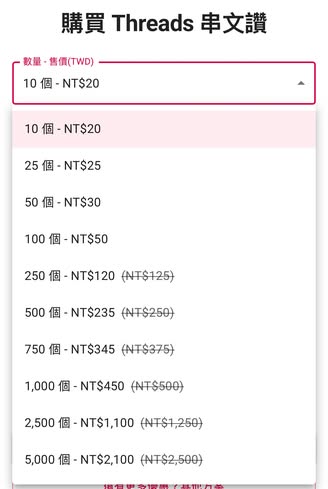 購買 Threads 串文讚
數量 - 售價(TWD)
10 個 - NT$20
10 個 - NT$20
25 個 - NT$25
50 個 - NT$30
100 個 - NT$50
250 個 - NT$120 (NT$125)
500 個 - NT$235 (NT$250)
750 個 - NT$345 (NT$375)
1,000 個 - NT$450 (NT$500)
2,500 個 - NT$1,100 (NT$1,250)
5,000 個 - NT$2,100 (NT$2,500)